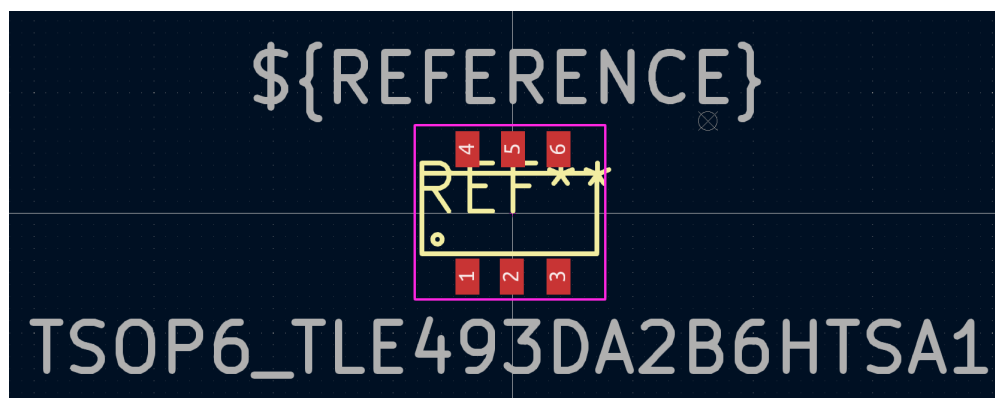 ${REFERENCE}
4 5 6
REF**
1 2 3
TSOP6_TLE493DA2B6HTSA1